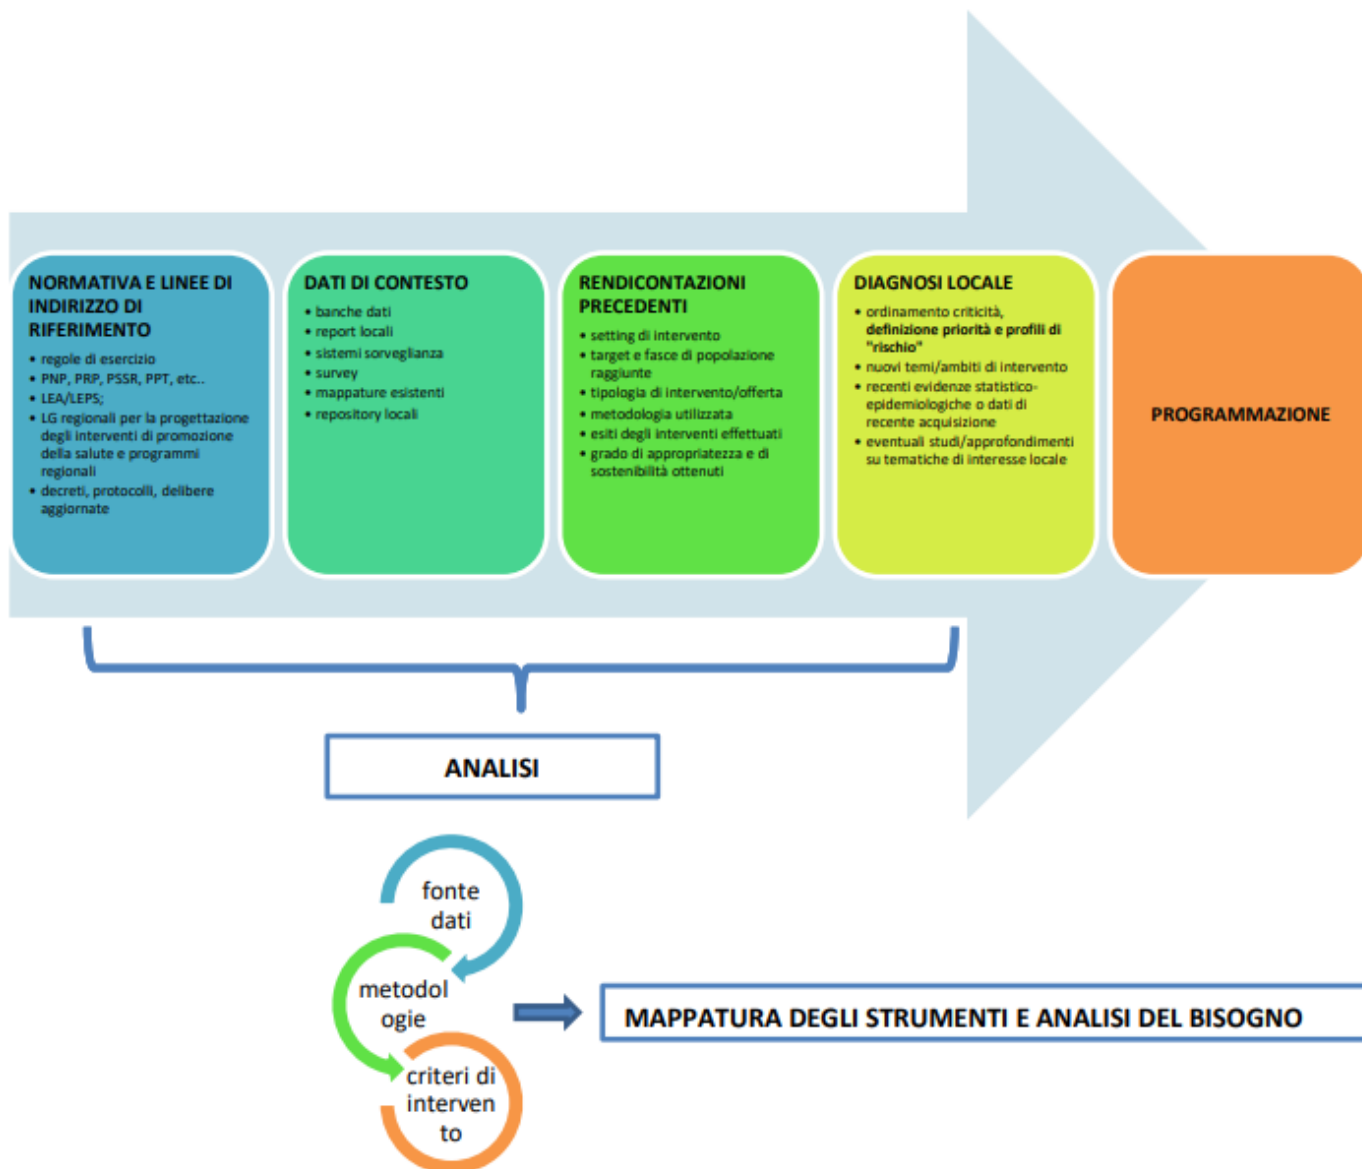 NORMATIVA E LINEE DI
INDIRIZZO DI
RIFERIMENTO
• regole di esercizio
• PNP, PRP, PSSR, PPT, etc..
• LEA/LEPS;
• LG regionali per la progettazione
degli interventi di promozione
della salute e programmi
regionali
• decreti, protocolli, delibere
aggiornate
DATI DI CONTESTO
• banche dati
• report locali
• sistemi sorveglianza
• survey
• mappature esistenti
• repository locali
RENDICONTAZIONI
PRECEDENTI
• setting di intervento
• target e fasce di popolazione
raggiunte
• tipologia di intervento/offerta
• metodologia utilizzata
• esiti degli interventi effettuati
• grado di appropriatezza e di
sostenibilità ottenuti
DIAGNOSI LOCALE
• ordinamento criticità,
definizione priorità e profili di
"rischio"
• nuovi temi/ambiti di intervento
• recenti evidenze statistico-
epidemiologiche o dati di
recente acquisizione
• eventuali studi/approfondimenti
su tematiche di interesse locale
PROGRAMMAZIONE
ANALISI
fonte
dati
metodol
ogie
criteri di
interven
to
MAPPATURA DEGLI STRUMENTI E ANALISI DEL BISOGNO